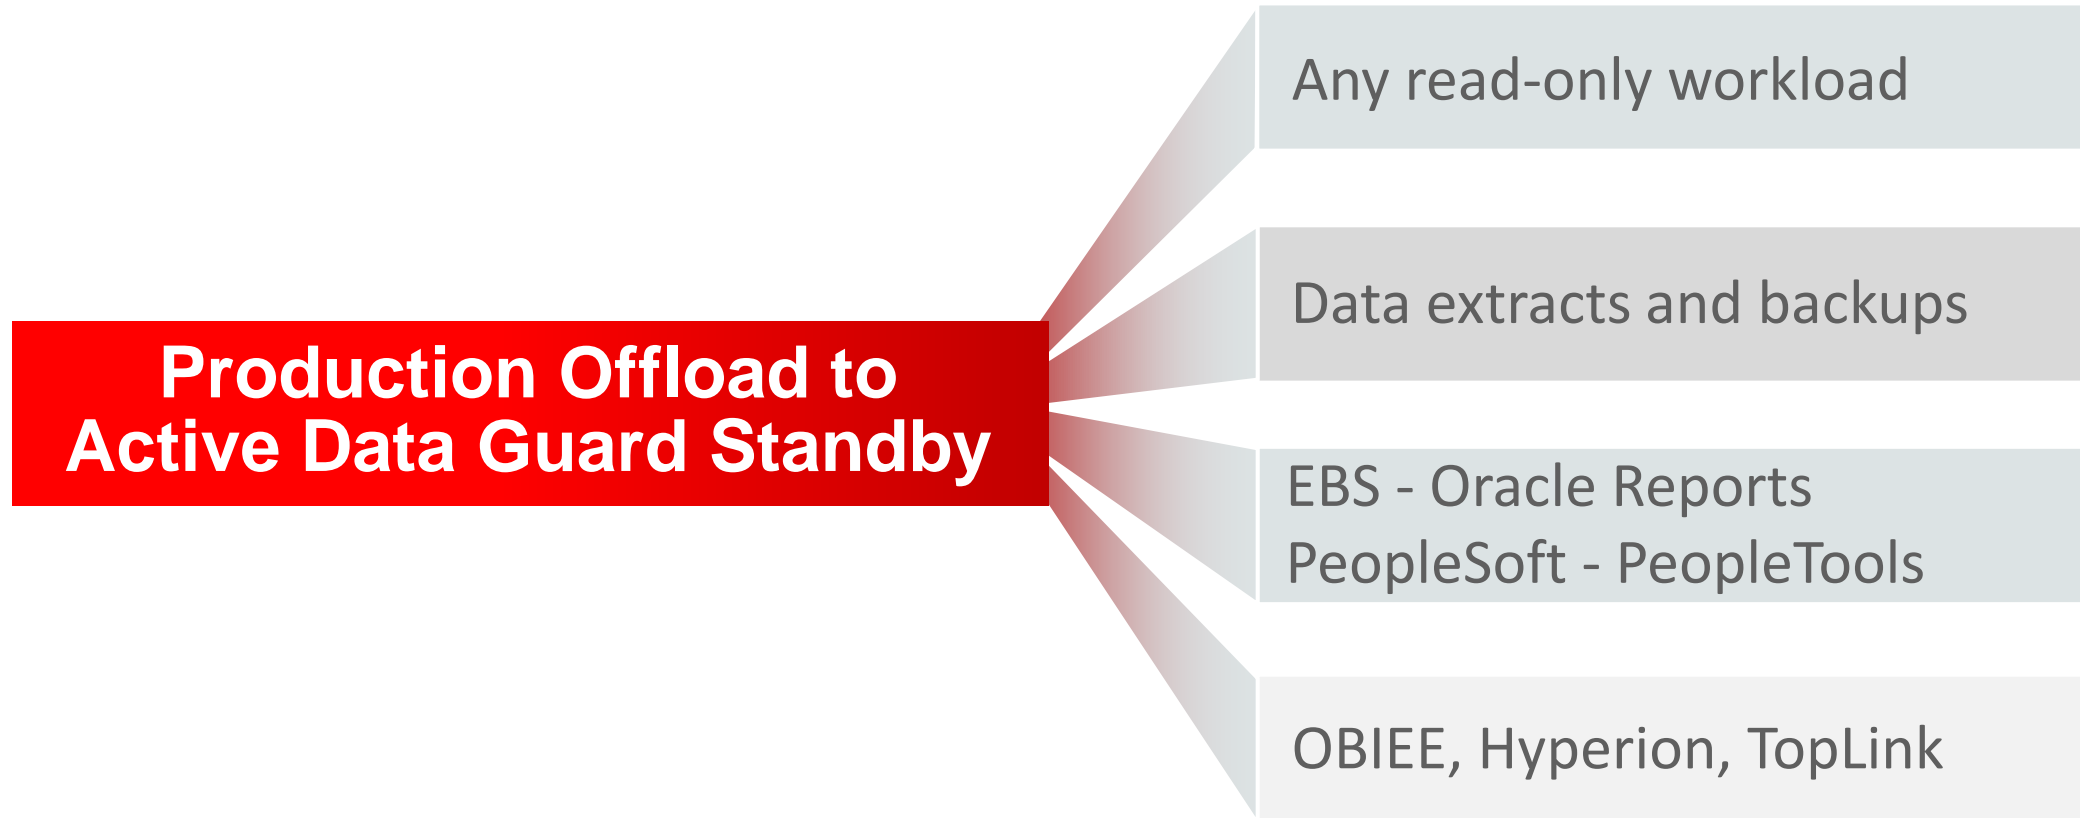 Production Offload to
Active Data Guard Standby
Any read-only workload
Data extracts and backups
EBS - Oracle Reports
PeopleSoft - PeopleTools
OBIEE, Hyperion, TopLink